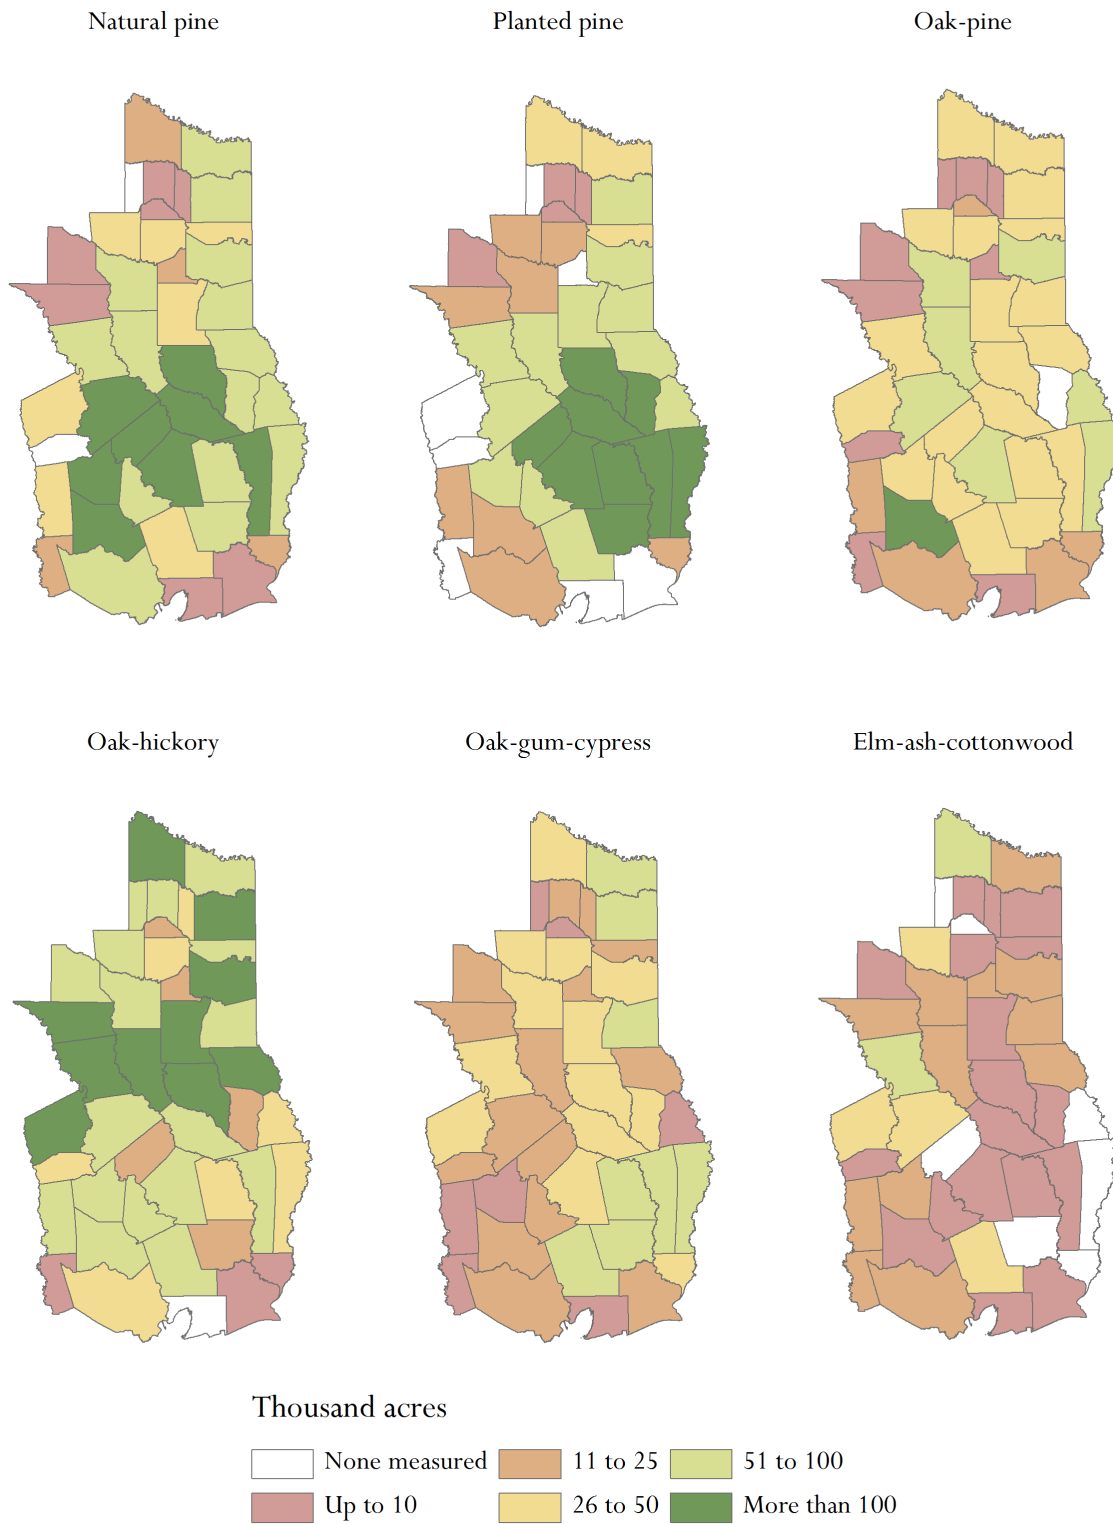 Natural pine
Planted pine
Oak-pine
Oak-hickory
Oak-gum-cypress
Elm-ash-cottonwood
Thousand acres
None measured
11 to 25
51 to 100
Up to 10
26 to 50
More than 100